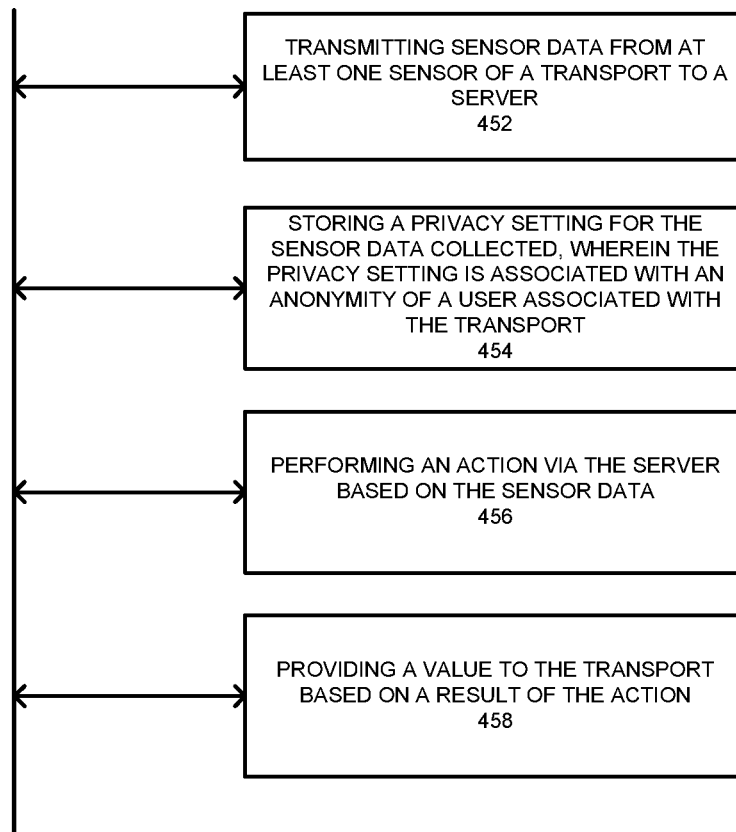 TRANSMITTING SENSOR DATA FROM AT
LEAST ONE SENSOR OF A TRANSPORT TO A
SERVER
452
STORING A PRIVACY SETTING FOR THE
SENSOR DATA COLLECTED, WHEREIN THE
PRIVACY SETTING IS ASSOCIATED WITH AN
ANONYMITY OF A USER ASSOCIATED WITH
THE TRANSPORT
454
PERFORMING AN ACTION VIA THE SERVER
BASED ON THE SENSOR DATA
456
PROVIDING A VALUE TO THE TRANSPORT
BASED ON A RESULT OF THE ACTION
458